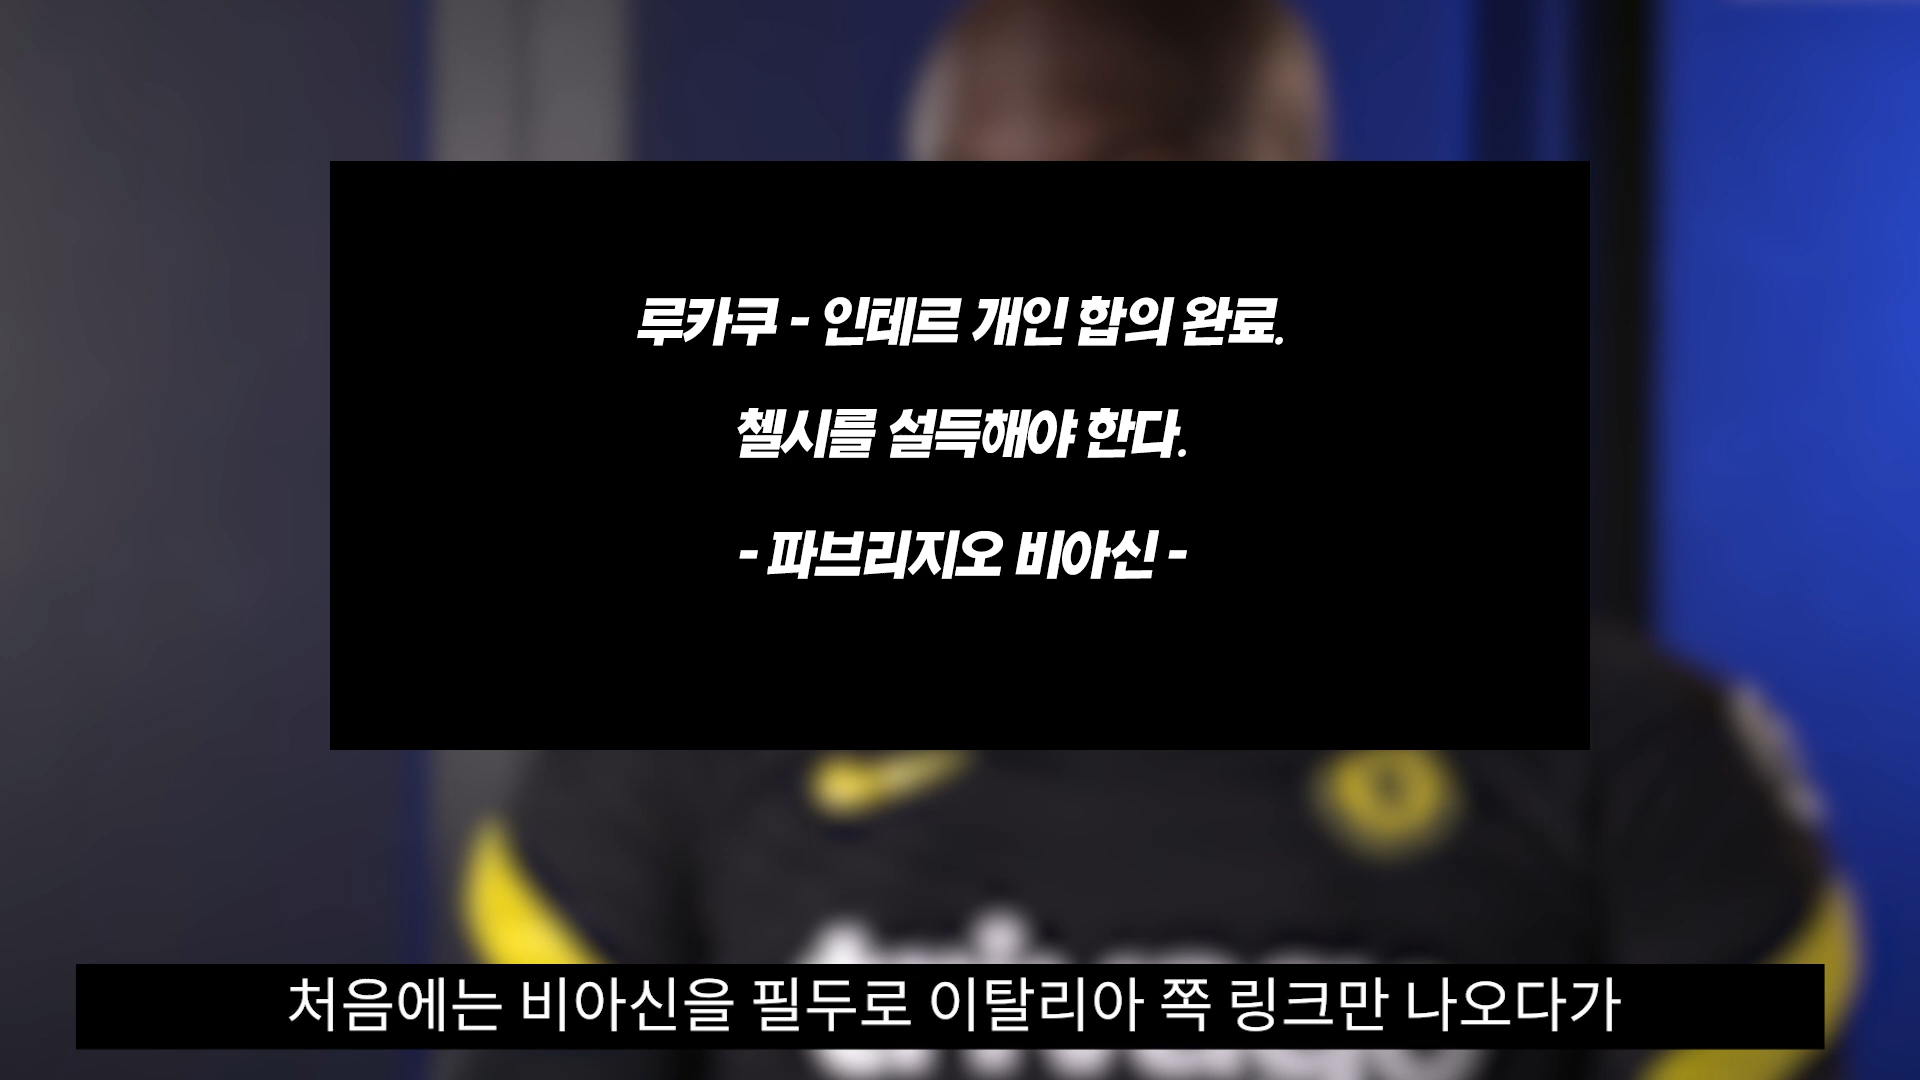 루카쿠 - 인테르 개인 합의 완료.
첼시를 설득해야 한다.
- 파브리지오 비아신 -
trivago
처음에는 비아신을 필두로 이탈리아 쪽 링크만 나오다가